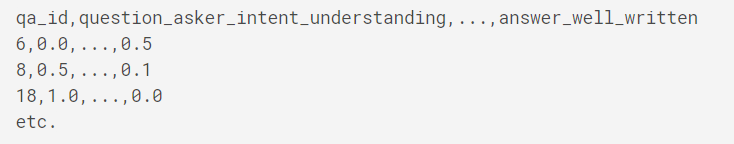 qa_id,question_asker_intent_understanding,...,answer_well_written
6,0.0,...,0.5
8,0.5,...,0.1
18,1.0,...,0.0
etc.